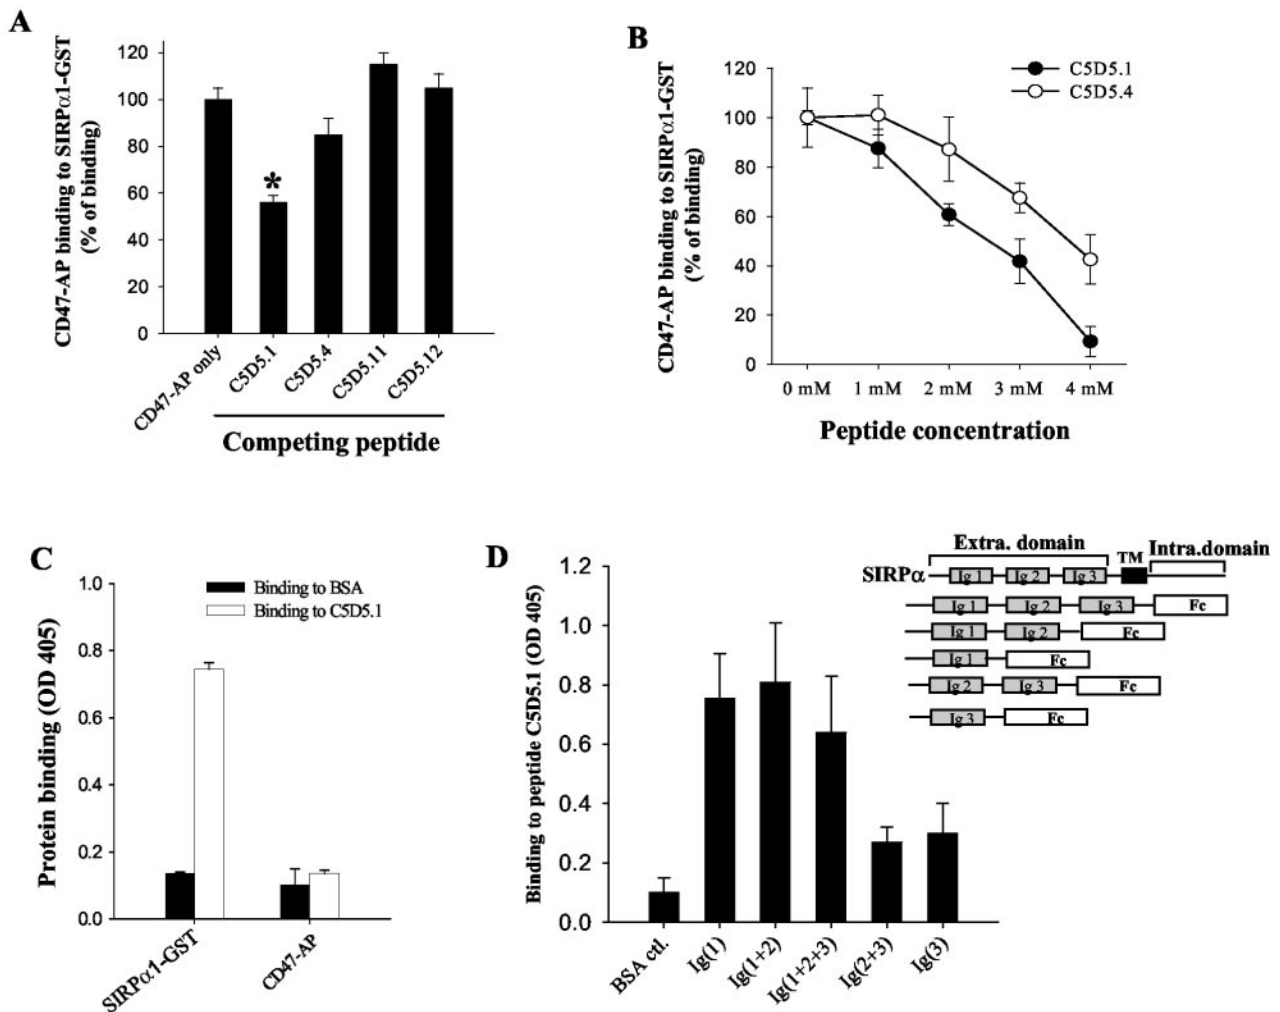 A
CD47-AP binding to SIRPα1-GST
(% of binding)
120
100
80
60
40
20
0
*
CD47-AP only
C5D5.1
C5D5.4
C5D5.11
C5D5.12
Competing peptide
B
CD47-AP binding to SIRPα1-GST
(% of binding)
120
100
80
60
40
20
0
C5D5.1
C5D5.4
0 mM
1 mM
2 mM
3 mM
4 mM
Peptide concentration
C
Protein binding (OD 405)
1.0
0.8
0.6
0.4
0.2
0.0
Binding to BSA
Binding to C5D5.1
SIRPα1-GST
CD47-AP
D
Binding to peptide C5D5.1 (OD 405)
1.2
1.0
0.8
0.6
0.4
0.2
0.0
BSA ctl.
Ig(1)
Ig(1+2)
Ig(1+2+3)
Ig(2+3)
Ig(3)
Extra. domain
TM
Intra.domain
SIRPα Ig 1 Ig 2 Ig 3
Ig 1 Ig 2 Ig 3 Fc
Ig 1 Ig 2 Fc
Ig 1 Fc
Ig 2 Ig 3 Fc
Ig 3 Fc